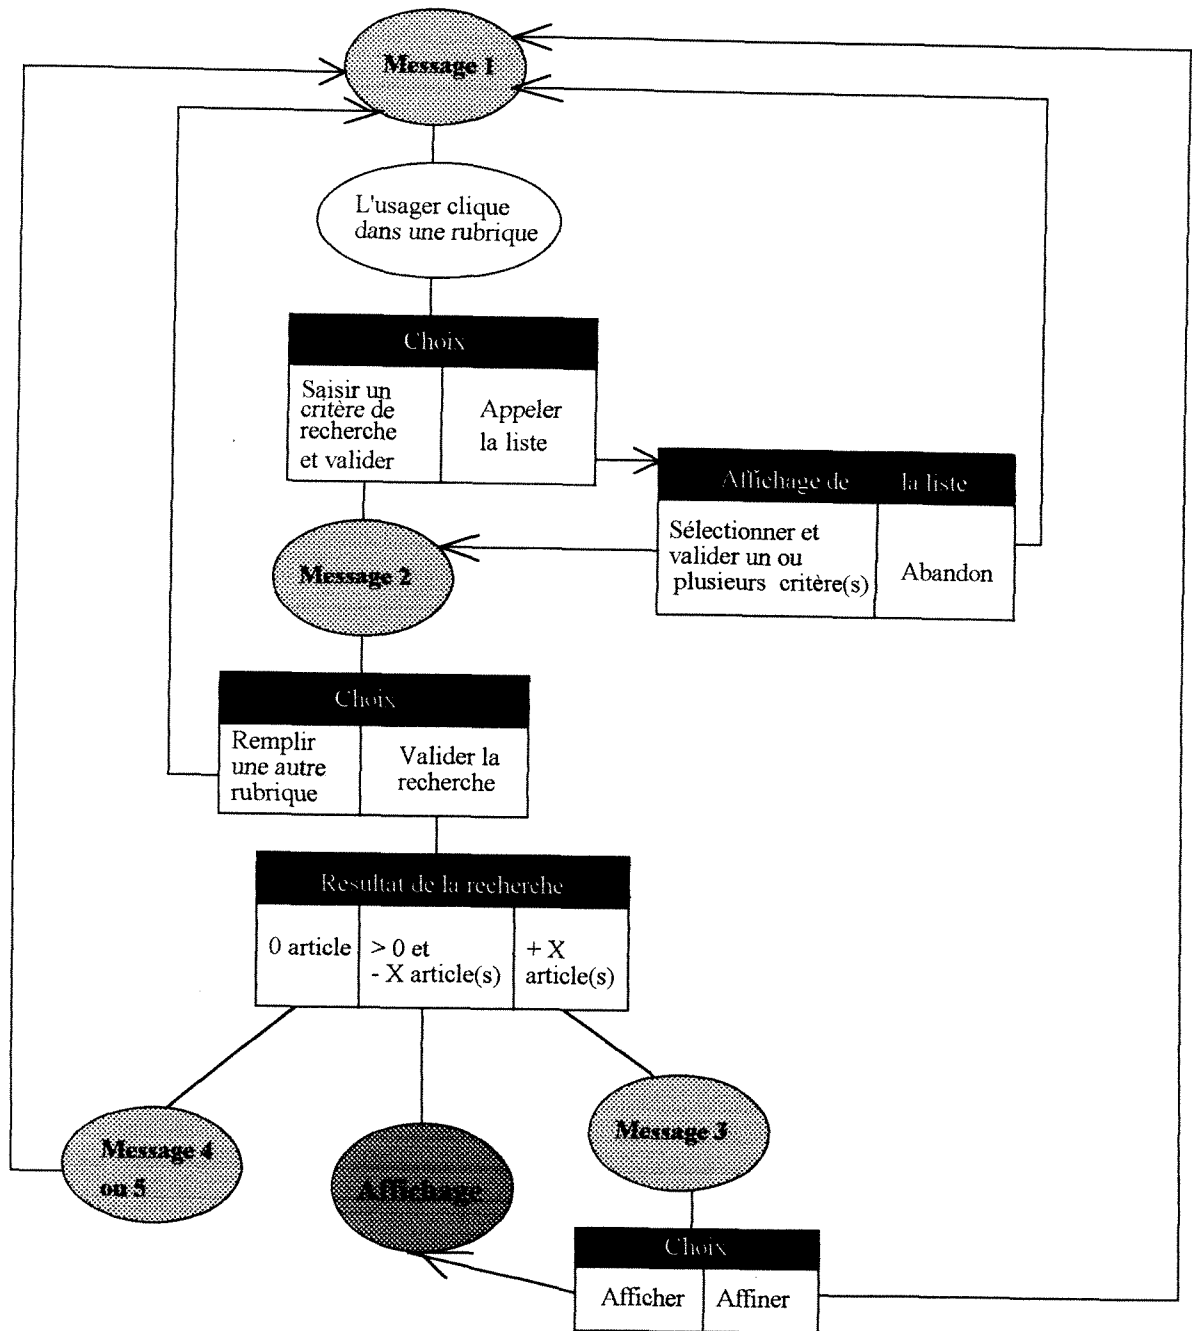 Message 1
L'usager clique
dans une rubrique
Choix
Saisir un
critère de
recherche
et valider
Appeler
la liste
Affichage de la liste
Sélectionner et
valider un ou
plusieurs critère(s)
Abandon
Message 2
Choix
Remplir
une autre
rubrique
Valider la
recherche
Resultat de la recherche
0 article
> 0 et
- X article(s)
+ X
article(s)
Message 4
ou 5
Affichage
Message 3
Choix
Afficher
Affiner